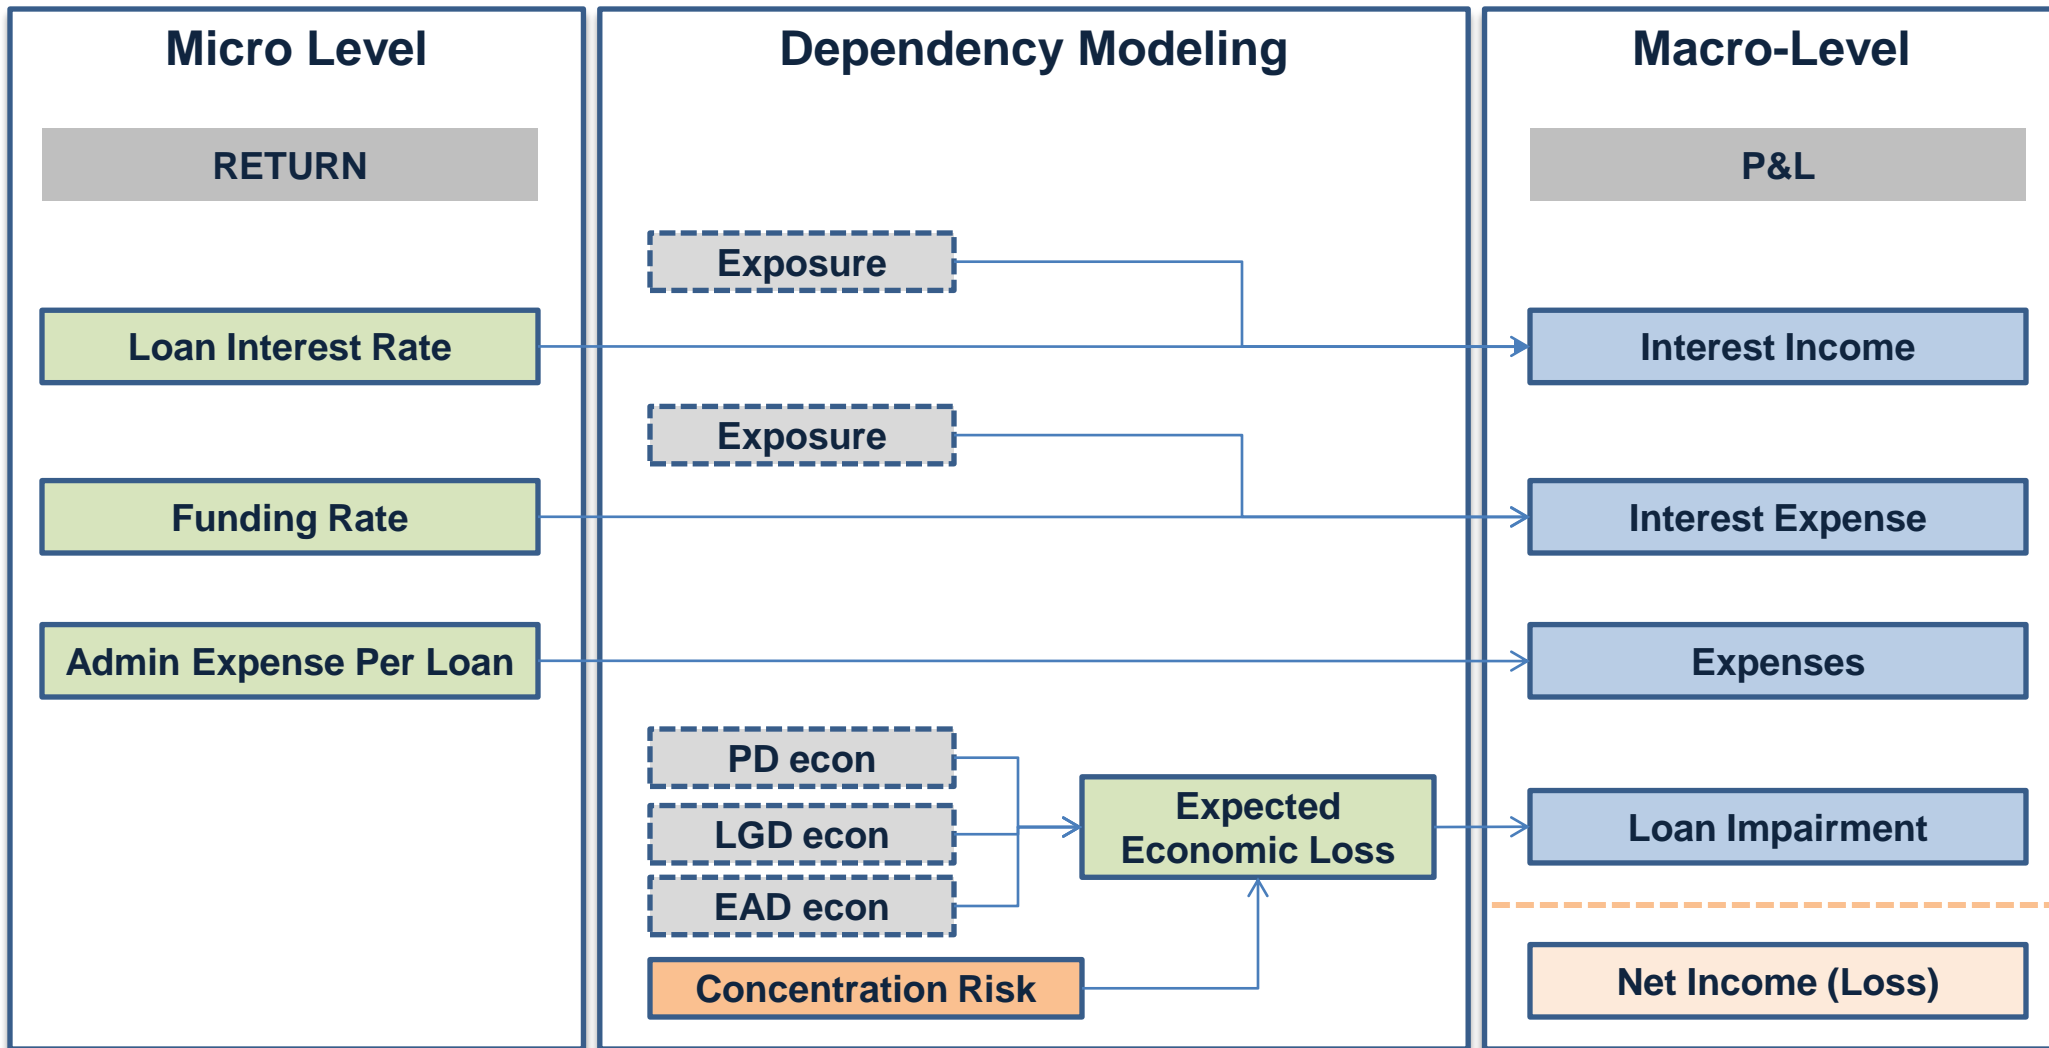 Micro Level
Dependency Modeling
Macro-Level
RETURN
P&L
Exposure
Loan Interest Rate
Interest Income
Exposure
Funding Rate
Interest Expense
Admin Expense Per Loan
Expenses
PD econ
LGD econ
EAD econ
Expected
Economic Loss
Loan Impairment
Concentration Risk
Net Income (Loss)